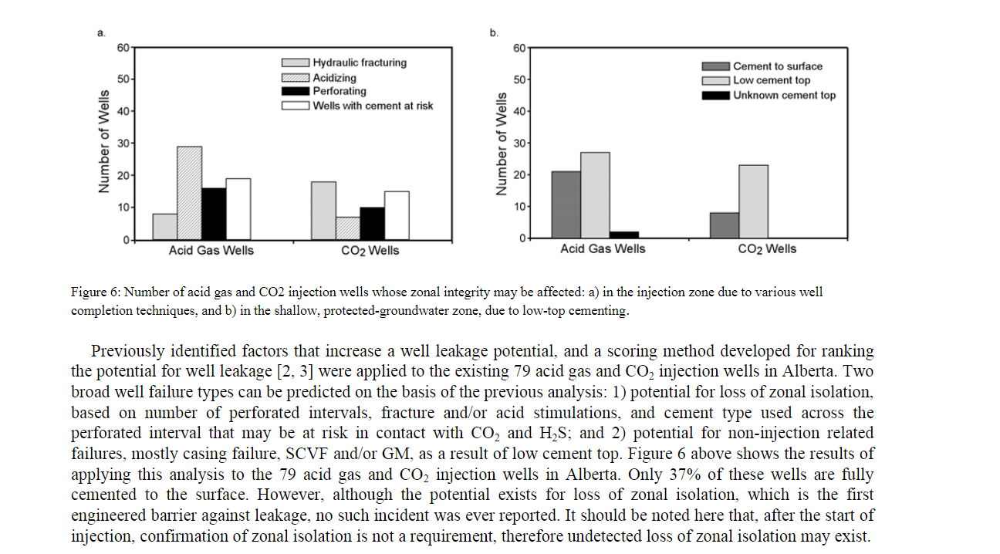 a.
60
50
40
30
20
10
0
Number of Wells
Hydraulic fracturing
Acidizing
Perforating
Wells with cement at risk
Acid Gas Wells
CO2 Wells
b.
60
50
40
30
20
10
0
Number of Wells
Cement to surface
Low cement top
Unknown cement top
Acid Gas Wells
CO2 Wells
Figure 6: Number of acid gas and CO2 injection wells whose zonal integrity may be affected: a) in the injection zone due to various well
completion techniques, and b) in the shallow, protected-groundwater zone, due to low-top cementing.
Previously identified factors that increase a well leakage potential, and a scoring method developed for ranking
the potential for well leakage [2, 3] were applied to the existing 79 acid gas and CO₂ injection wells in Alberta. Two
broad well failure types can be predicted on the basis of the previous analysis: 1) potential for loss of zonal isolation,
based on number of perforated intervals, fracture and/or acid stimulations, and cement type used across the
perforated interval that may be at risk in contact with CO₂ and H₂S; and 2) potential for non-injection related
failures, mostly casing failure, SCVF and/or GM, as a result of low cement top. Figure 6 above shows the results of
applying this analysis to the 79 acid gas and CO₂ injection wells in Alberta. Only 37% of these wells are fully
cemented to the surface. However, although the potential exists for loss of zonal isolation, which is the first
engineered barrier against leakage, no such incident was ever reported. It should be noted here that, after the start of
injection, confirmation of zonal isolation is not a requirement, therefore undetected loss of zonal isolation may exist.